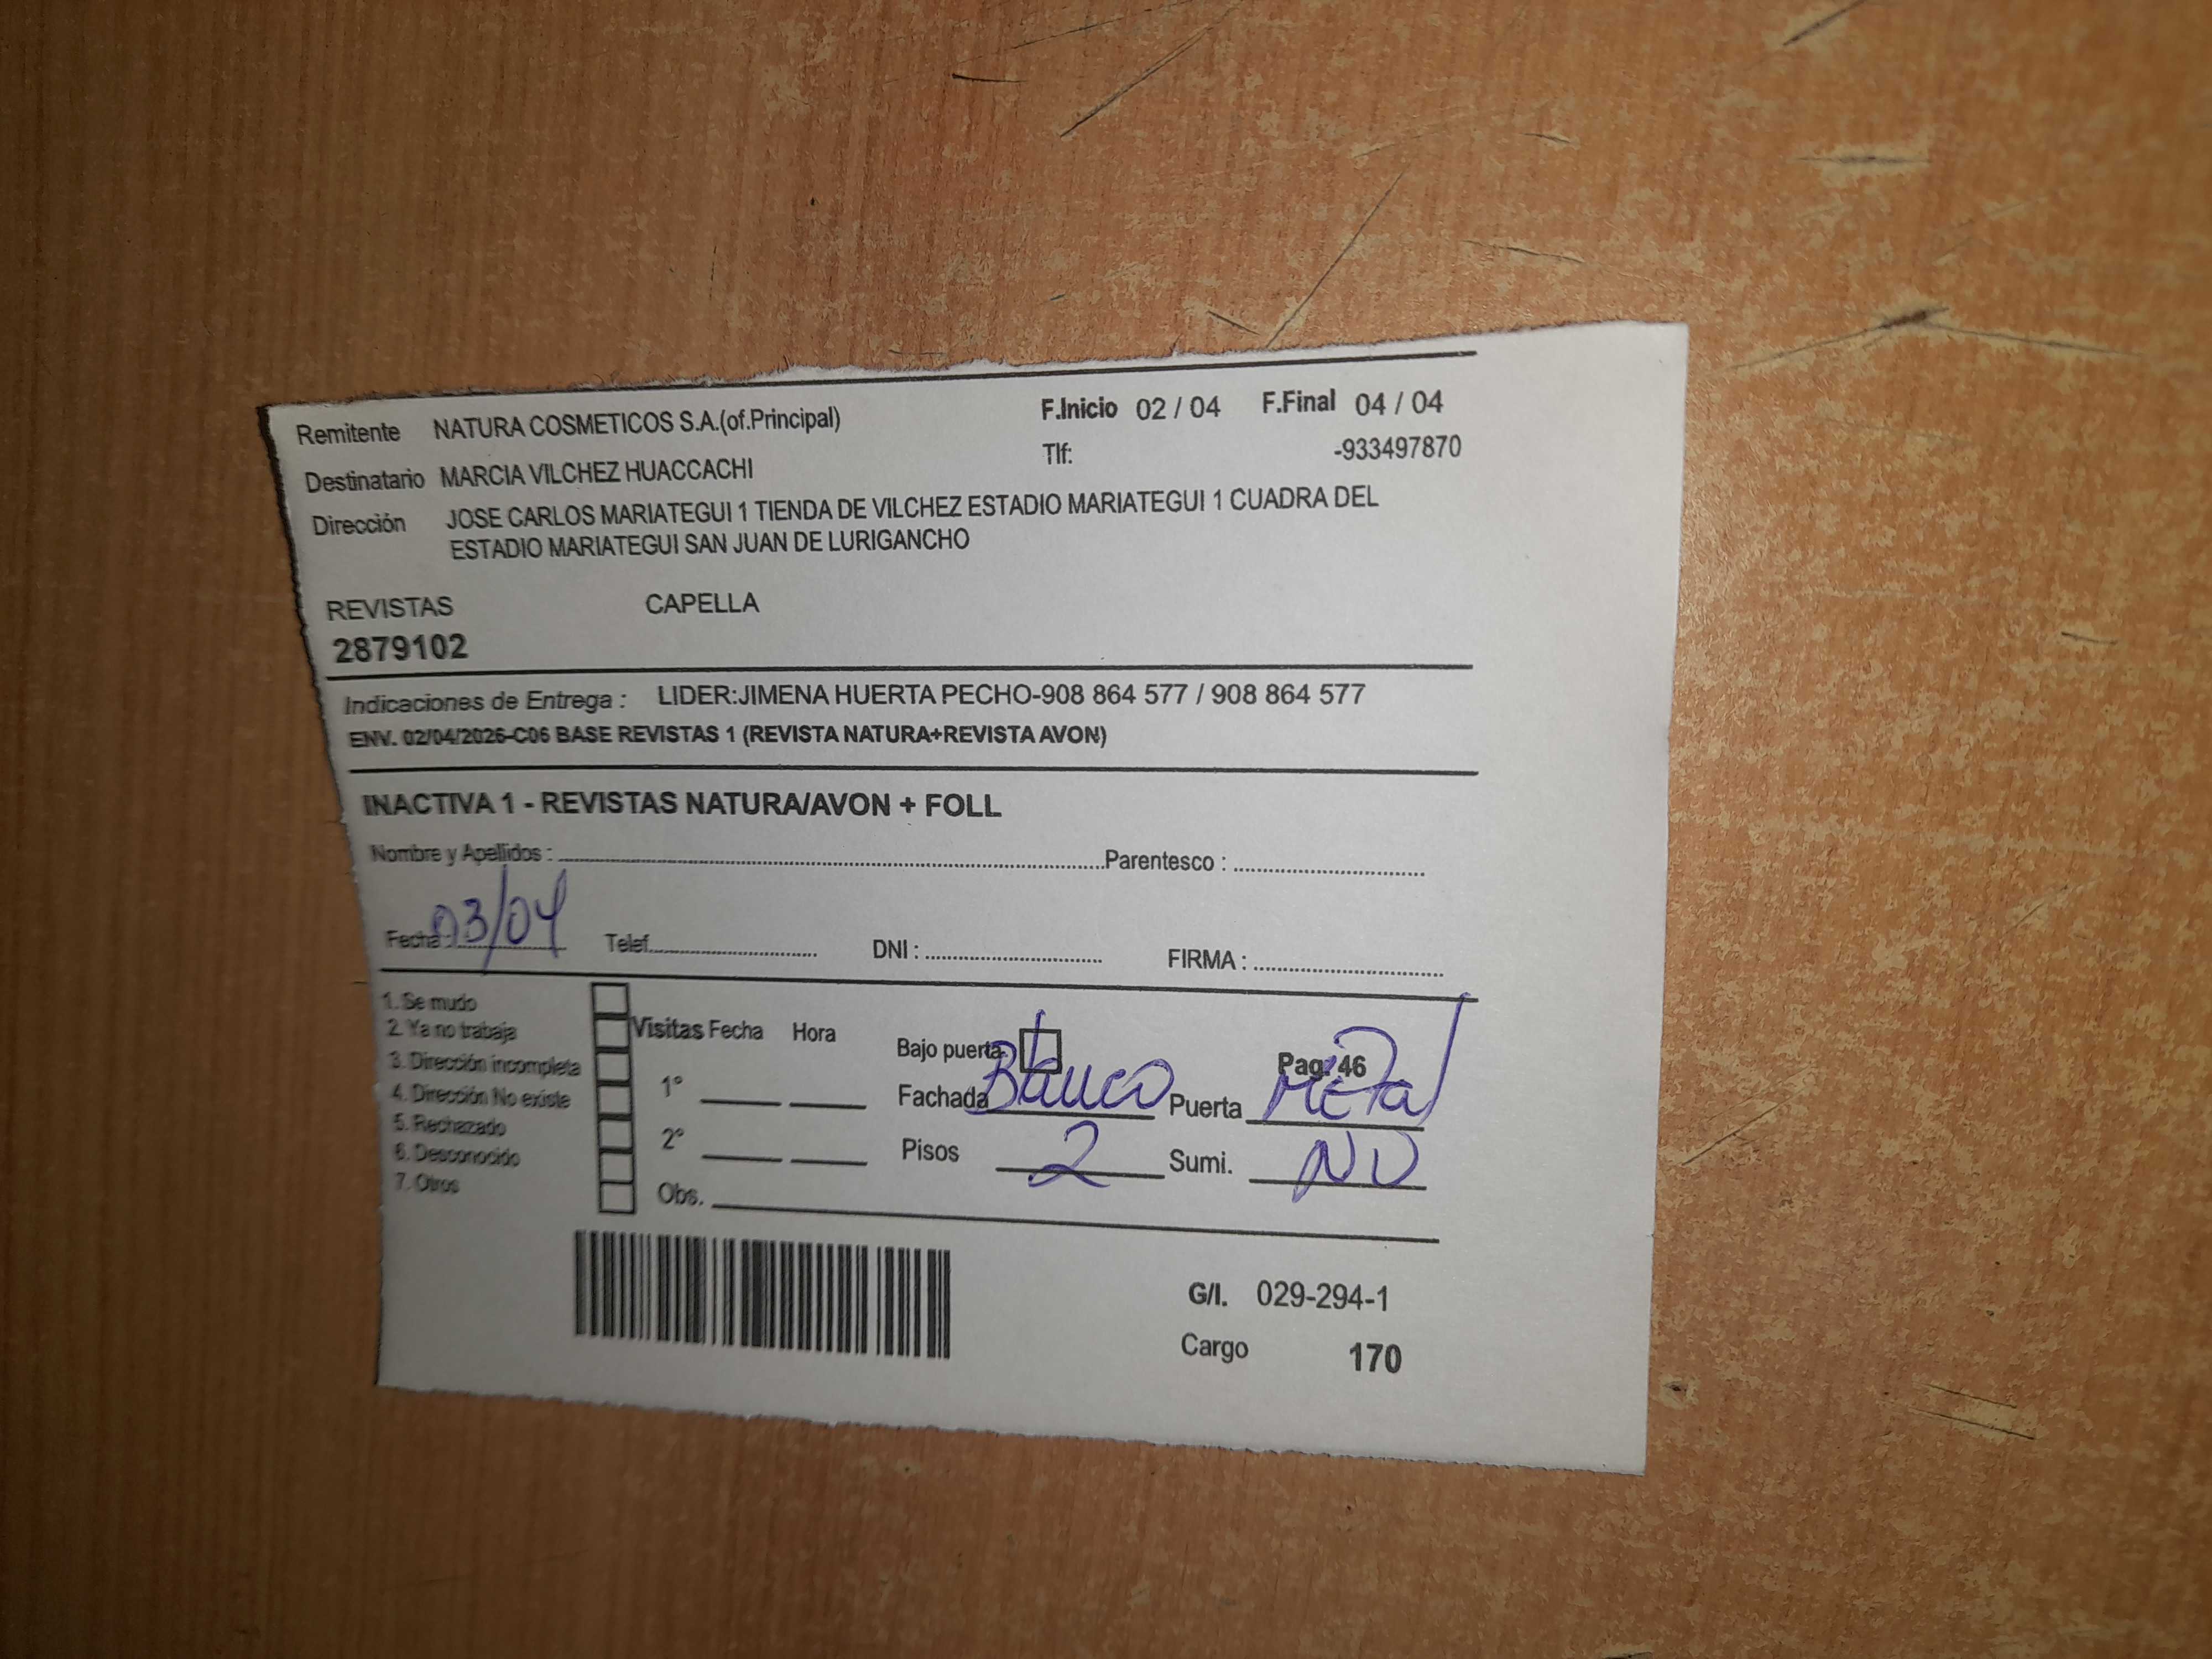 Remitente NATURA COSMETICOS S.A.(of.Principal) F.Inicio 02 / 04 F.Final 04 / 04
Destinatario MARCIA VILCHEZ HUACCACHI Tlf: -933497870
Dirección JOSE CARLOS MARIATEGUI 1 TIENDA DE VILCHEZ ESTADIO MARIATEGUI 1 CUADRA DEL
ESTADIO MARIATEGUI SAN JUAN DE LURIGANCHO
REVISTAS CAPELLA
2879102
Indicaciones de Entrega : LIDER:JIMENA HUERTA PECHO-908 864 577 / 908 864 577
ENV. 02/04/2026-C06 BASE REVISTAS 1 (REVISTA NATURA+REVISTA AVON)
INACTIVA 1 - REVISTAS NATURA/AVON + FOLL
Nombre y Apellidos : Parentesco :
Fecha : 03/04 Telef. DNI : FIRMA :
1. Se mudo
2. Ya no trabaja Visitas Fecha Hora Bajo puerta Pag. 46
3. Dirección incompleta
4. Dirección No existe 1° Fachada Blanco Puerta Metal
5. Rechazado
6. Desconocido 2° Pisos 2 Sumi. NO
7. Otros Obs.
G/I. 029-294-1
Cargo 170